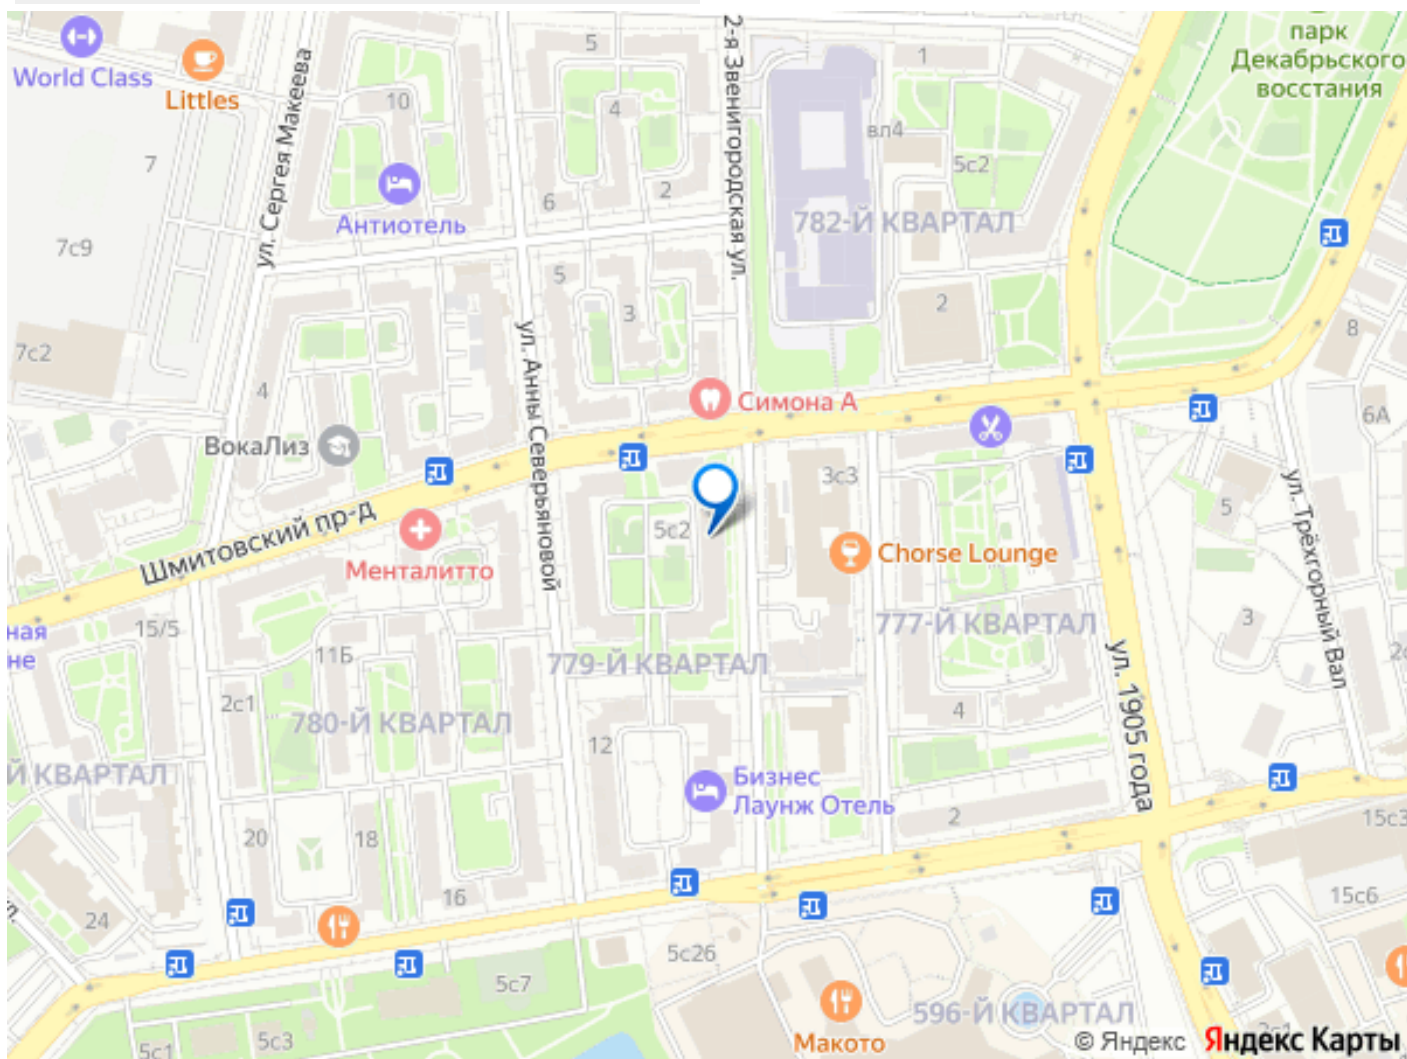 парк
Декабрьского
восстания
World Class
Littles
ул. Сергея Макеева
2-я Звенигородская ул.
5
1
10
4
вл4
7
5с2
6
2
Антиотель
782-Й КВАРТАЛ
7с9
5
3
2
8
7с2
ул. Анны Северьяновой
4
Симона А
6А
ВокаЛиз
3с3
ул. Трёхгорный Вал
Шмитовский пр-д
5с2
5
Менталитто
Chorse Lounge
15/5
ная
не
11Б
3
777-Й КВАРТАЛ
779-Й КВАРТАЛ
ул. 1905 года
2с1
780-Й КВАРТАЛ
4
12
Й КВАРТАЛ
Бизнес
Лаунж Отель
2
15с3
20
18
16
15с6
24
5с26
5с7
596-Й КВАРТАЛ
5с1
5с3
Макото
© Яндекс
Яндекс Карты